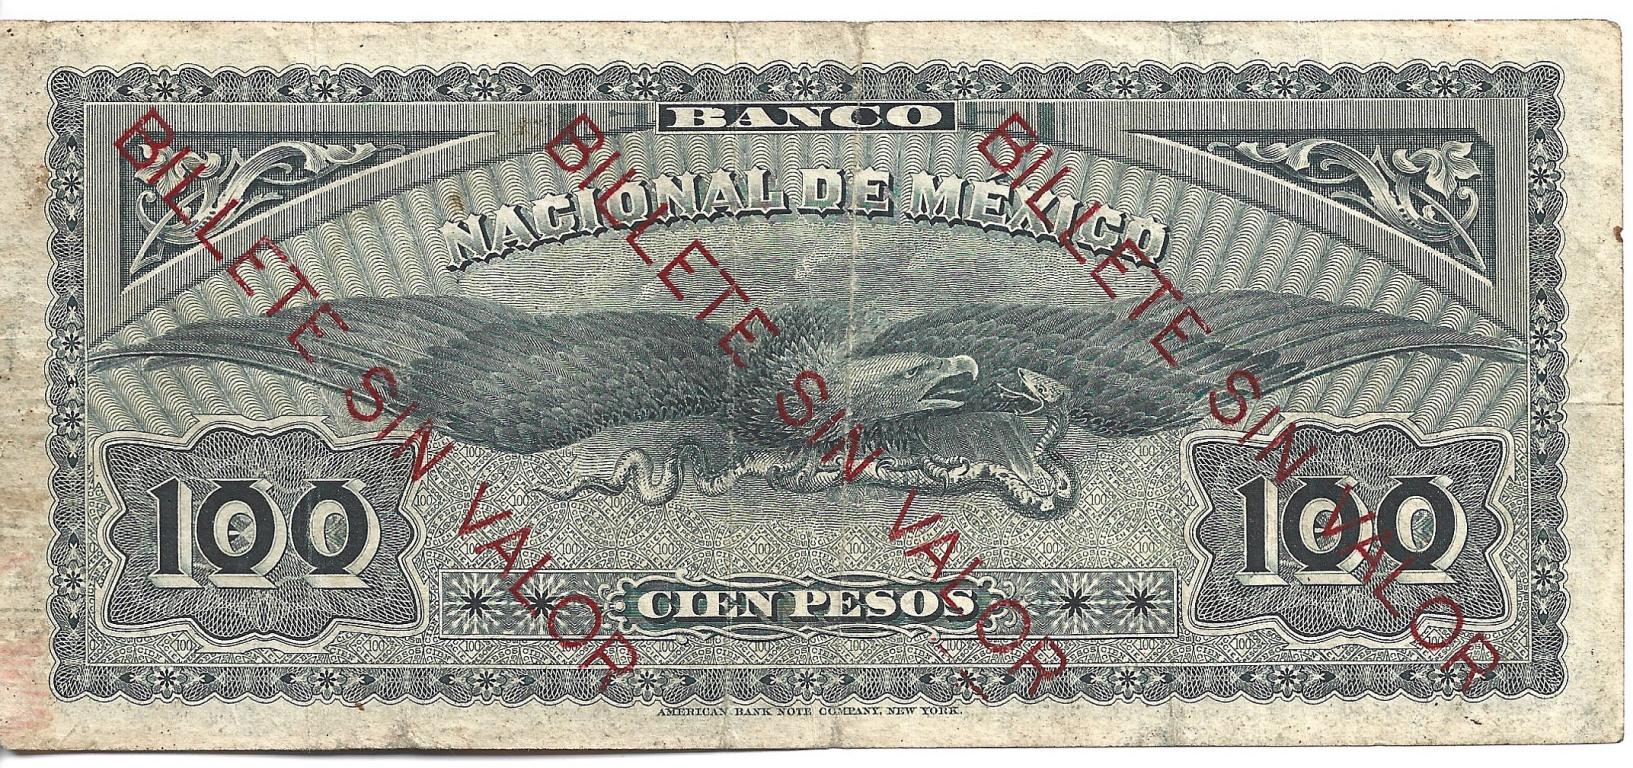 BANCO
NACIONAL DE MÉXICO
BILLETE SIN VALOR
BILLETE SIN VALOR
BILLETE SIN VALOR
100
100
CIEN PESOS
AMERICAN BANK NOTE COMPANY, NEW YORK.